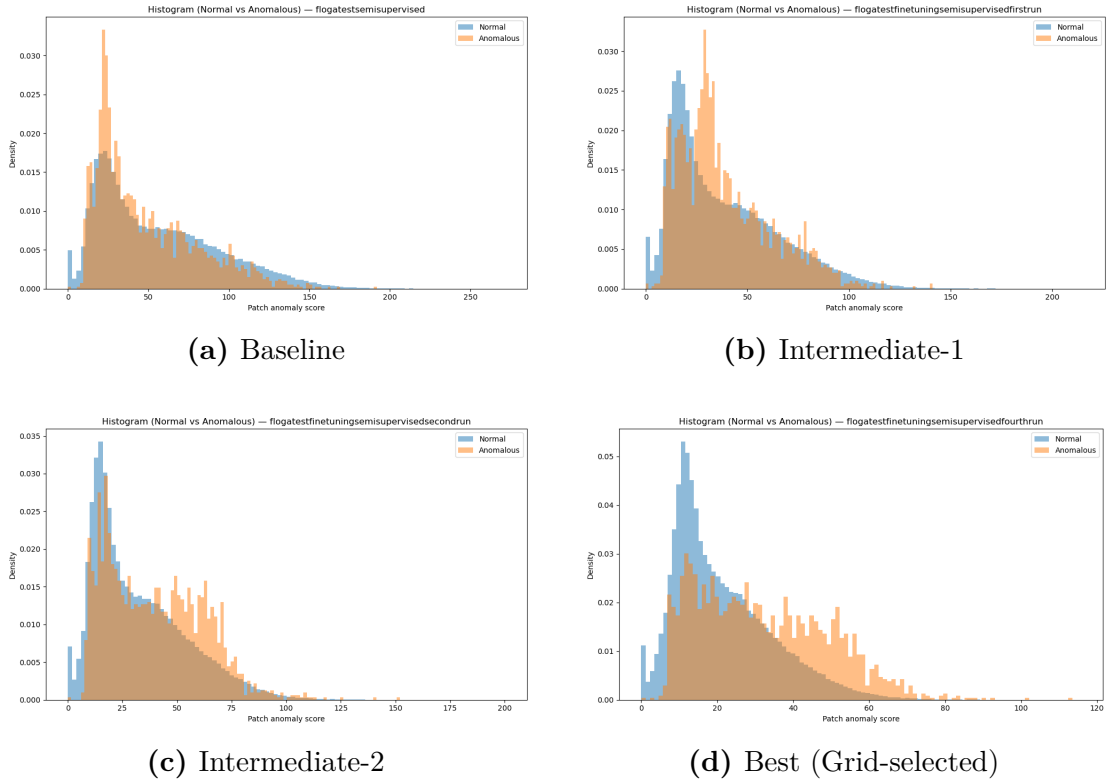 Histogram (Normal vs Anomalous) — flogatestsemisupervised
Normal
Anomalous
Density
0.030
0.025
0.020
0.015
0.010
0.005
0.000
0 50 100 150 200 250
Patch anomaly score
(a) Baseline
Histogram (Normal vs Anomalous) — flogatestfinetuningsemisupervisedfirstrun
Normal
Anomalous
Density
0.030
0.025
0.020
0.015
0.010
0.005
0.000
0 50 100 150 200
Patch anomaly score
(b) Intermediate-1
Histogram (Normal vs Anomalous) — flogatestfinetuningsemisupervisedsecondrun
Normal
Anomalous
Density
0.035
0.030
0.025
0.020
0.015
0.010
0.005
0.000
0 25 50 75 100 125 150 175 200
Patch anomaly score
(c) Intermediate-2
Histogram (Normal vs Anomalous) — flogatestfinetuningsemisupervisedfourthrun
Normal
Anomalous
Density
0.05
0.04
0.03
0.02
0.01
0.00
0 20 40 60 80 100 120
Patch anomaly score
(d) Best (Grid-selected)